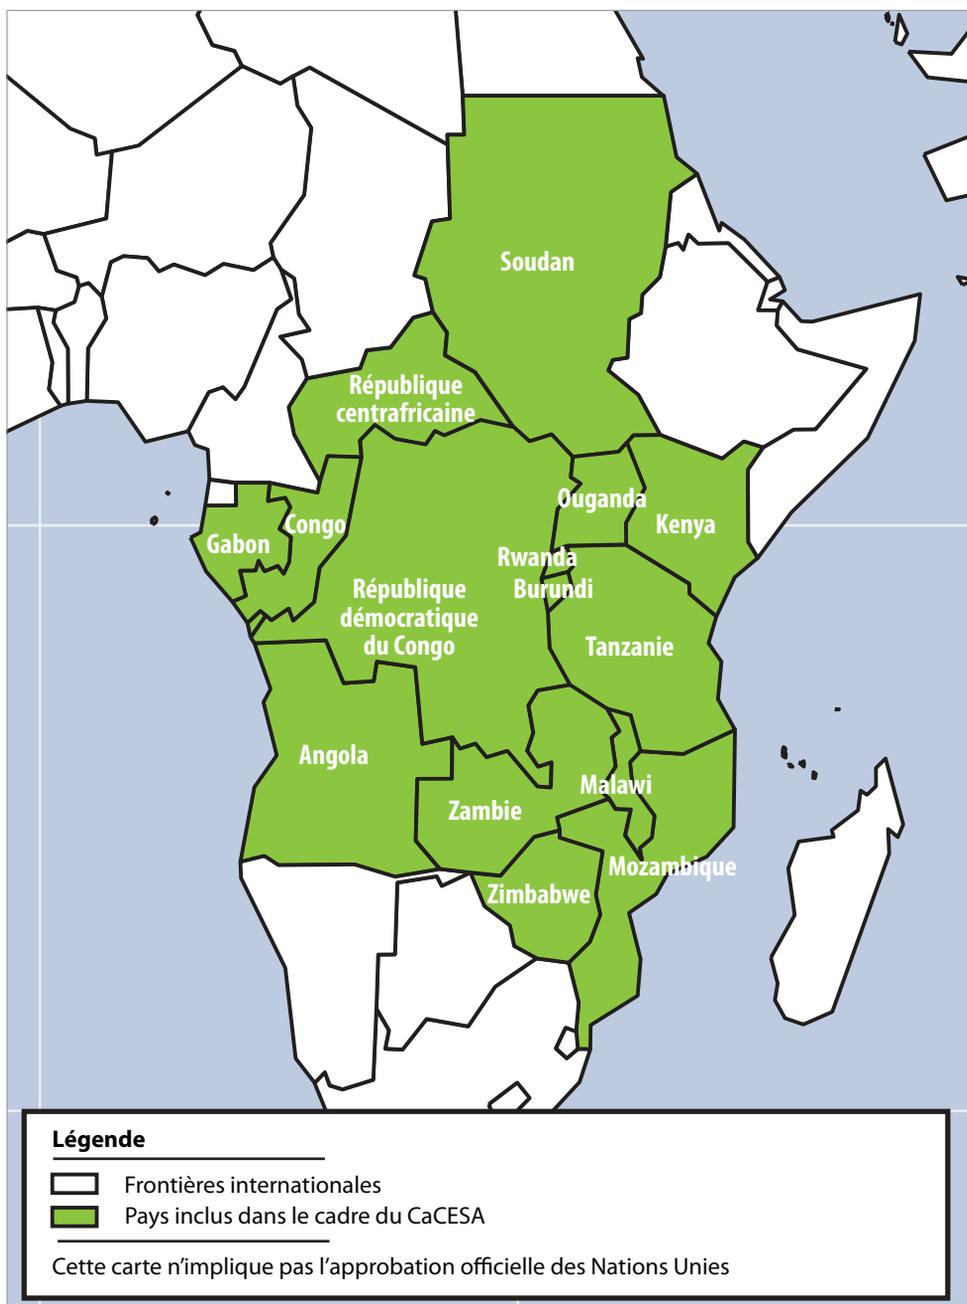 Soudan
République
centrafricaine
Ouganda
Congo
Kenya
Gabon
Rwanda
République
démocratique
du Congo
Burundi
Tanzanie
Angola
Malawi
Zambie
Mozambique
Zimbabwe
Légende
Frontières internationales
Pays inclus dans le cadre du CaCESA
Cette carte n’implique pas l’approbation officielle des Nations Unies